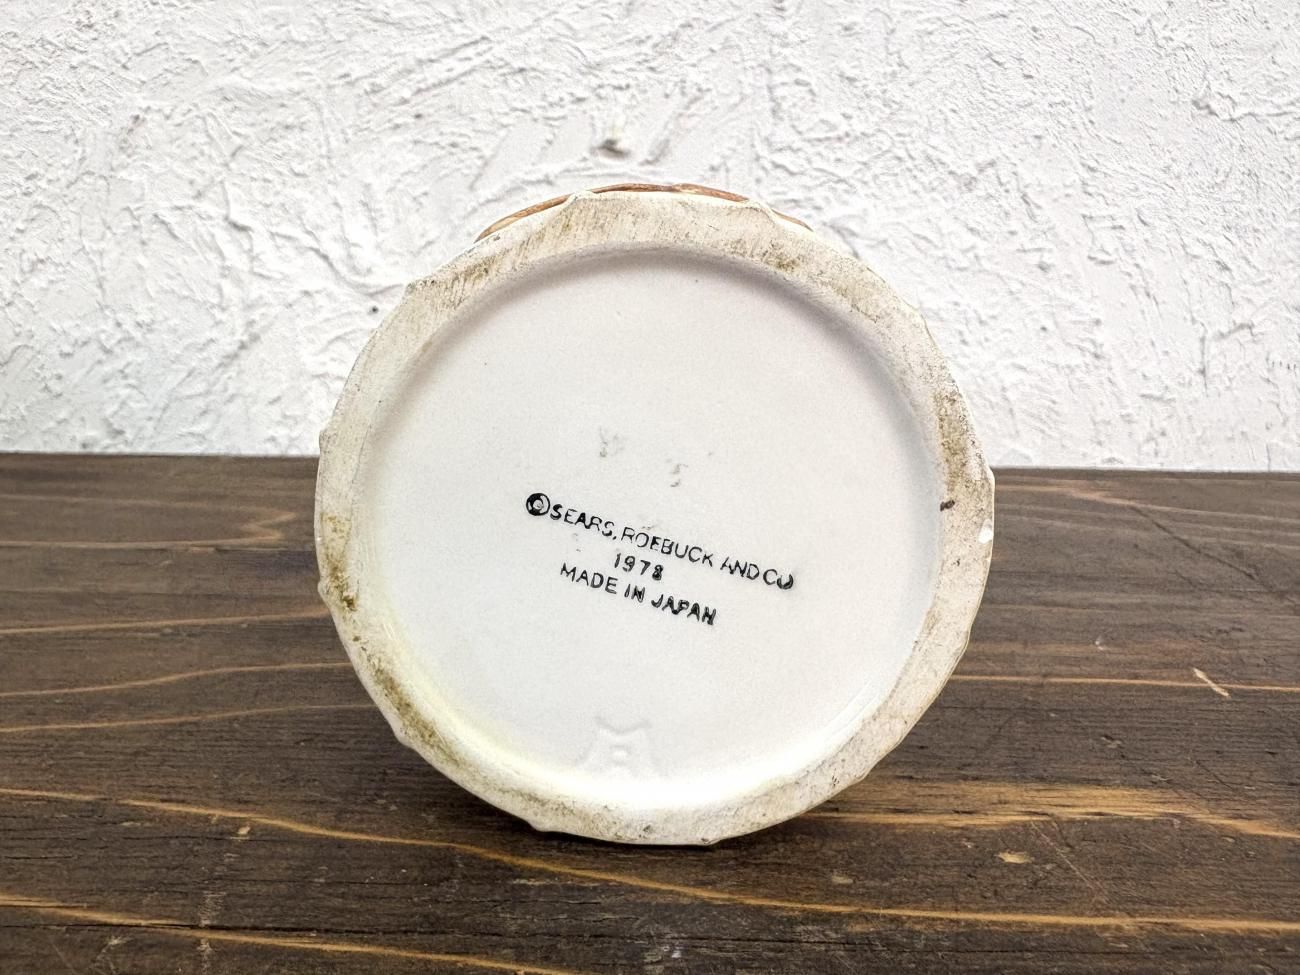 ©SEARS, ROEBUCK AND CO
1978
MADE IN JAPAN